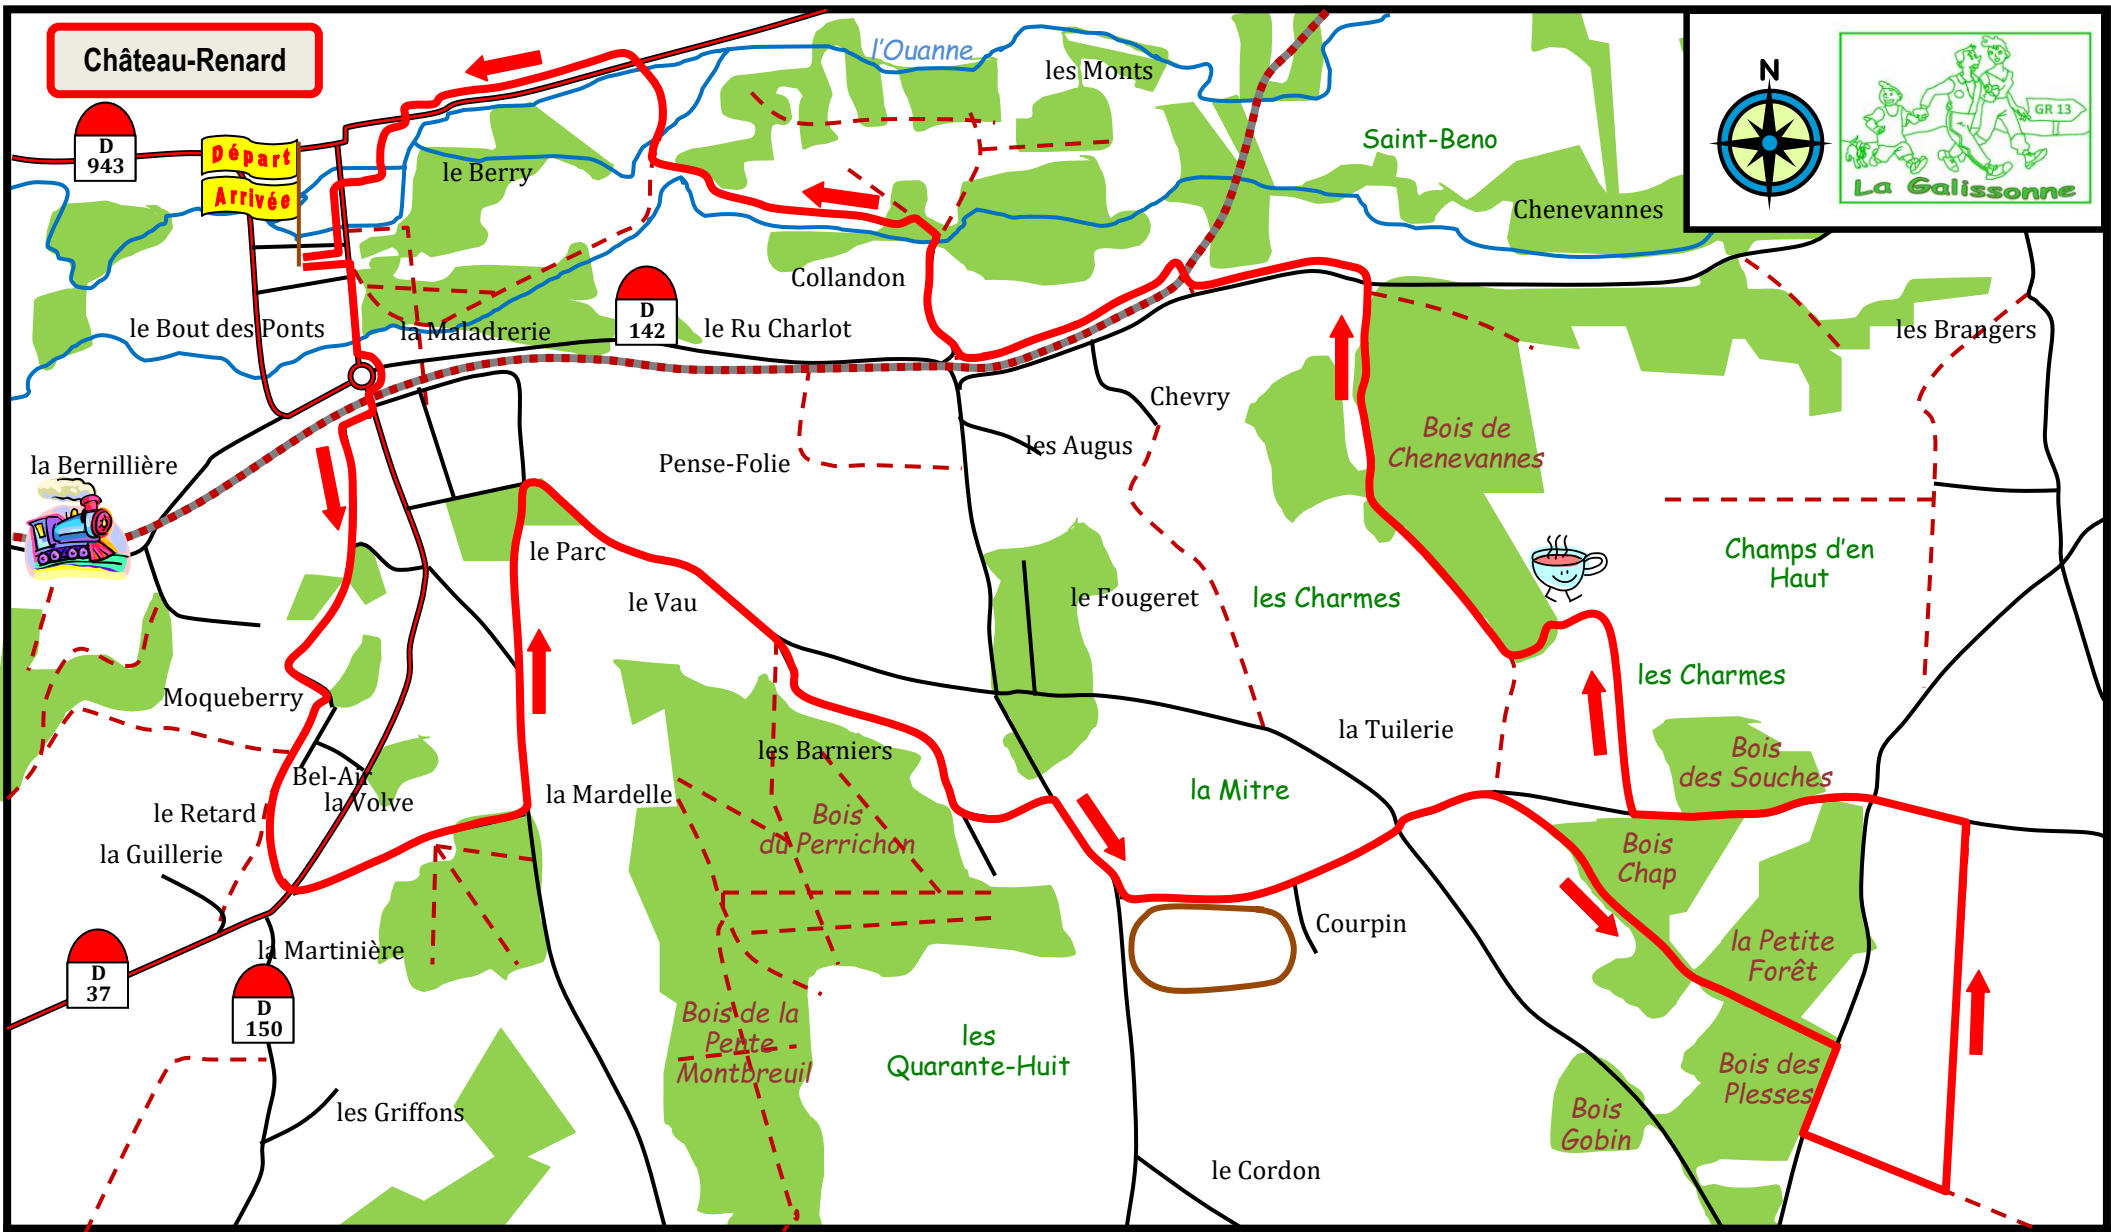 Château-Renard
l'Ouanne
les Monts
N
GR 13
La Galissonne
D
943
Départ
Arrivée
le Berry
Saint-Beno
Chenevannes
Collandon
le Bout des Ponts
la Maladrerie
D
142
le Ru Charlot
les Brangers
Chevry
les Augus
Bois de
Chenevannes
la Bernillière
Pense-Folie
le Parc
le Vau
le Fougeret
les Charmes
Champs d'en
Haut
Moqueberry
les Charmes
la Tuilerie
les Barniers
Bois
des Souches
Bel-Air
la Volve
le Retard
la Mardelle
la Mitre
Bois
du Perrichon
la Guillerie
Bois
Chap
Courpin
la Martinière
la Petite
Forêt
D
37
D
150
Bois de la
Pente
Montbreuil
les
Quarante-Huit
Bois des
Plesses
les Griffons
Bois
Gobin
le Cordon